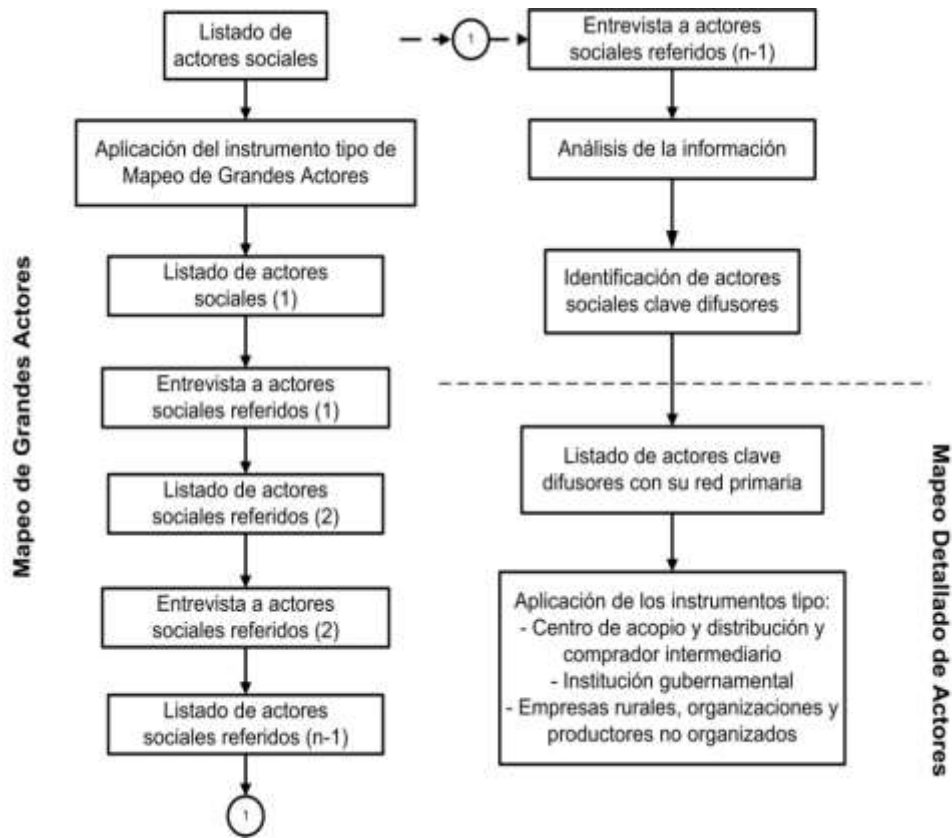 Mapeo de Grandes Actores
Listado de
actores sociales
Aplicación del instrumento tipo de
Mapeo de Grandes Actores
Listado de actores
sociales (1)
Entrevista a actores
sociales referidos (1)
Listado de actores
sociales referidos (2)
Entrevista a actores
sociales referidos (2)
Listado de actores
sociales referidos (n-1)
1
1
Entrevista a actores
sociales referidos (n-1)
Análisis de la información
Identificación de actores
sociales clave difusores
Listado de actores clave
difusores con su red primaria
Aplicación de los instrumentos tipo:
- Centro de acopio y distribución y
comprador intermediario
- Institución gubernamental
- Empresas rurales, organizaciones y
productores no organizados
Mapeo Detallado de Actores